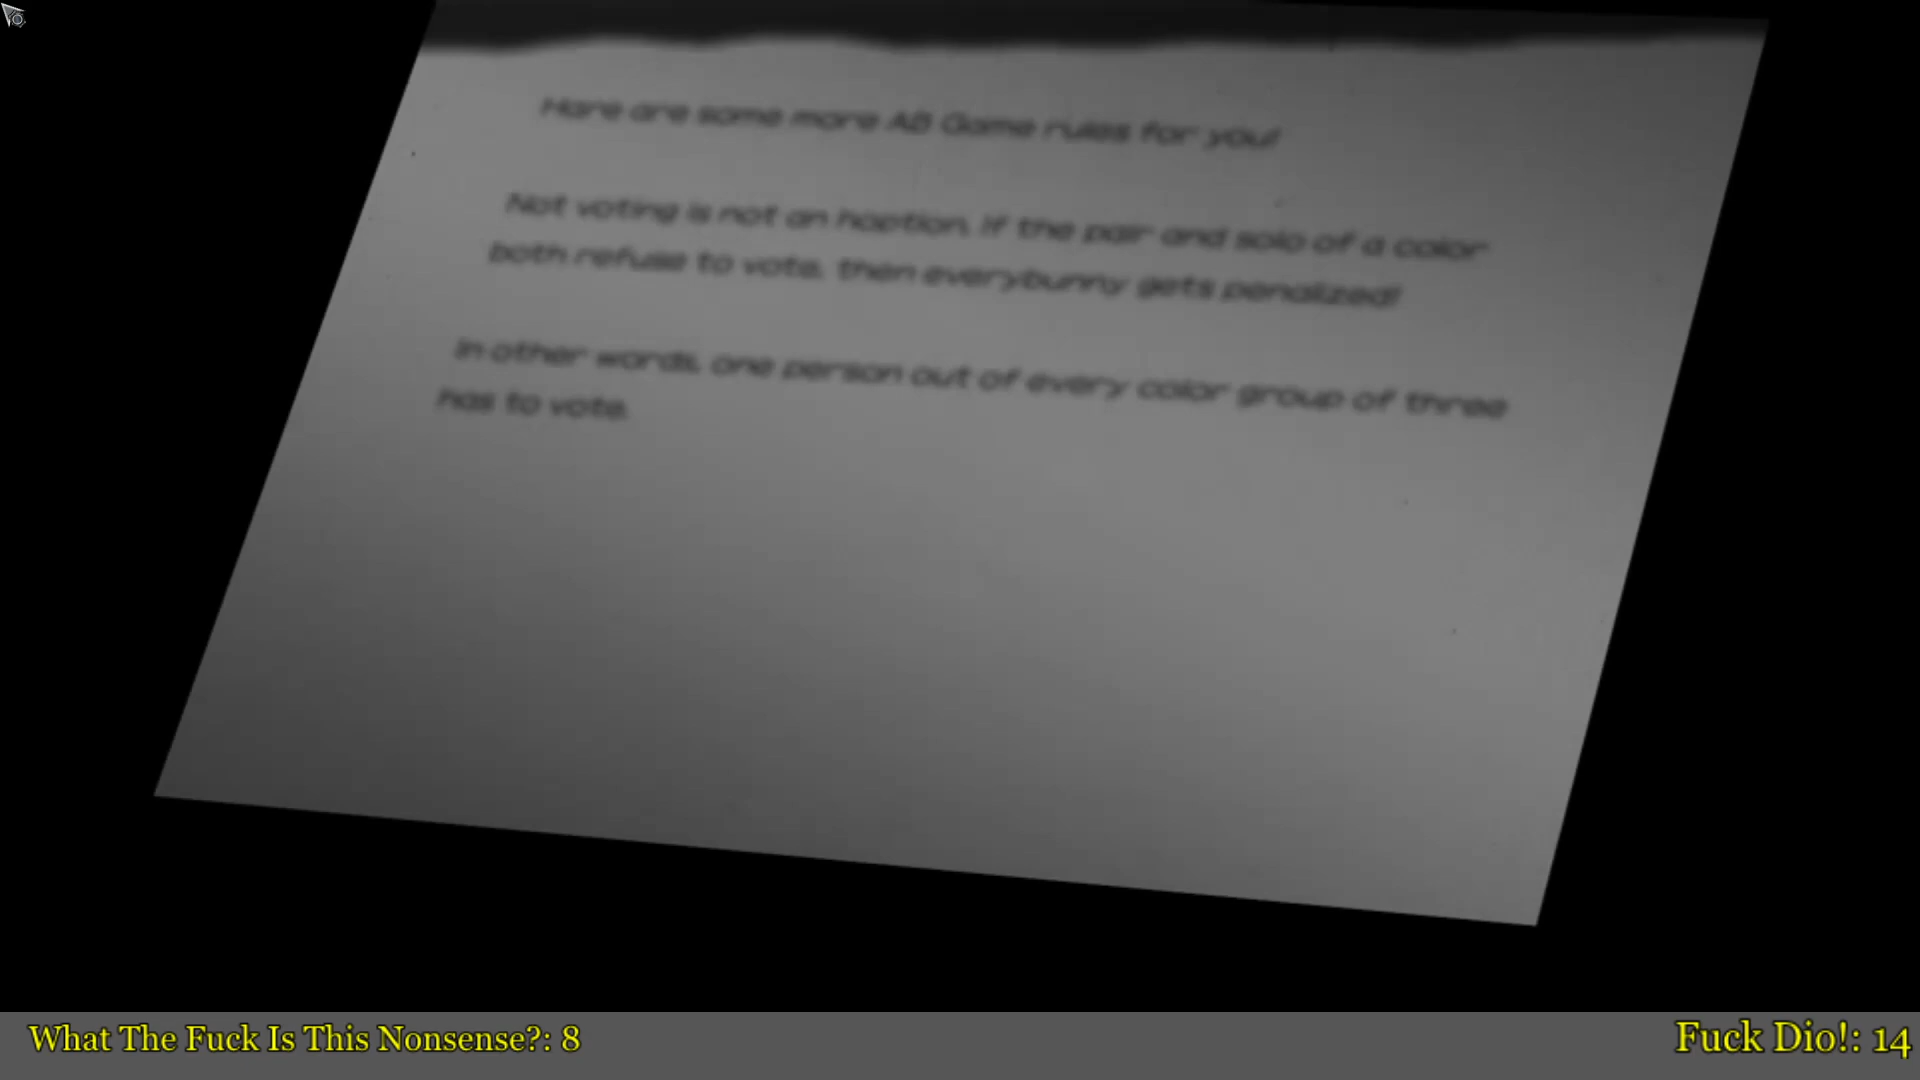 Hare are some more AB Game rules for you!
Not voting is not an hoption. If the pair and solo of a color
both refuse to vote, then everybunny gets penalized!
In other words, one person out of every color group of three
has to vote.
What The Fuck Is This Nonsense?: 8
Fuck Dio!: 14